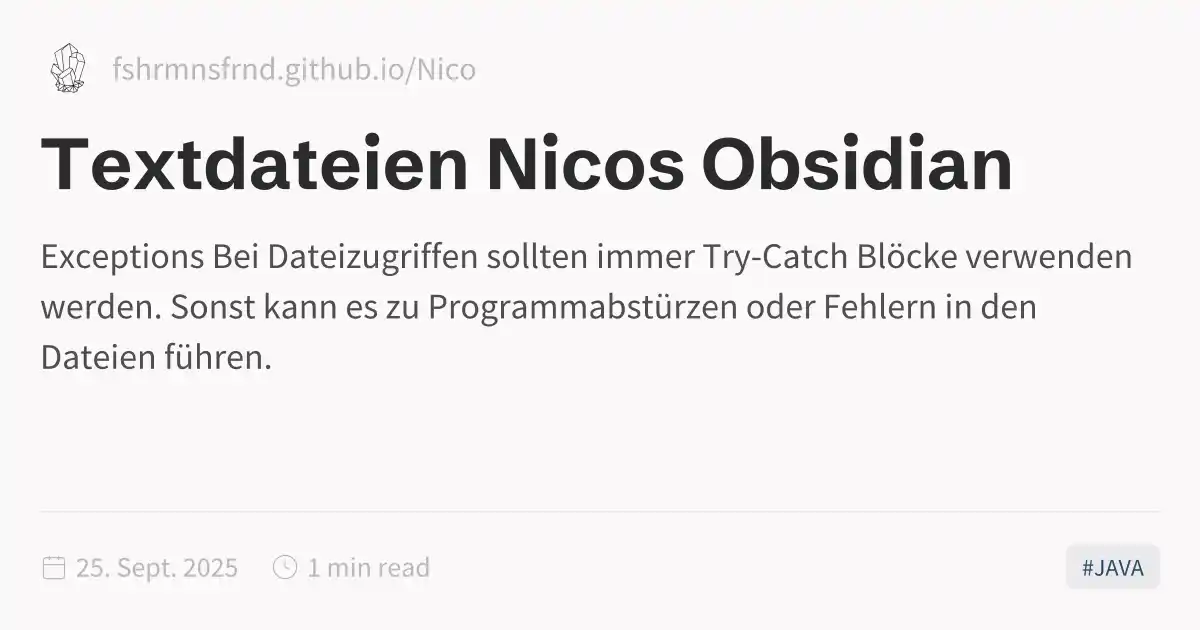 fshrmnsfrnd.github.io/Nico
Textdateien Nicos Obsidian
Exceptions Bei Dateizugriffen sollten immer Try-Catch Blöcke verwenden
werden. Sonst kann es zu Programmabstürzen oder Fehlern in den
Dateien führen.
25. Sept. 2025 1 min read #JAVA